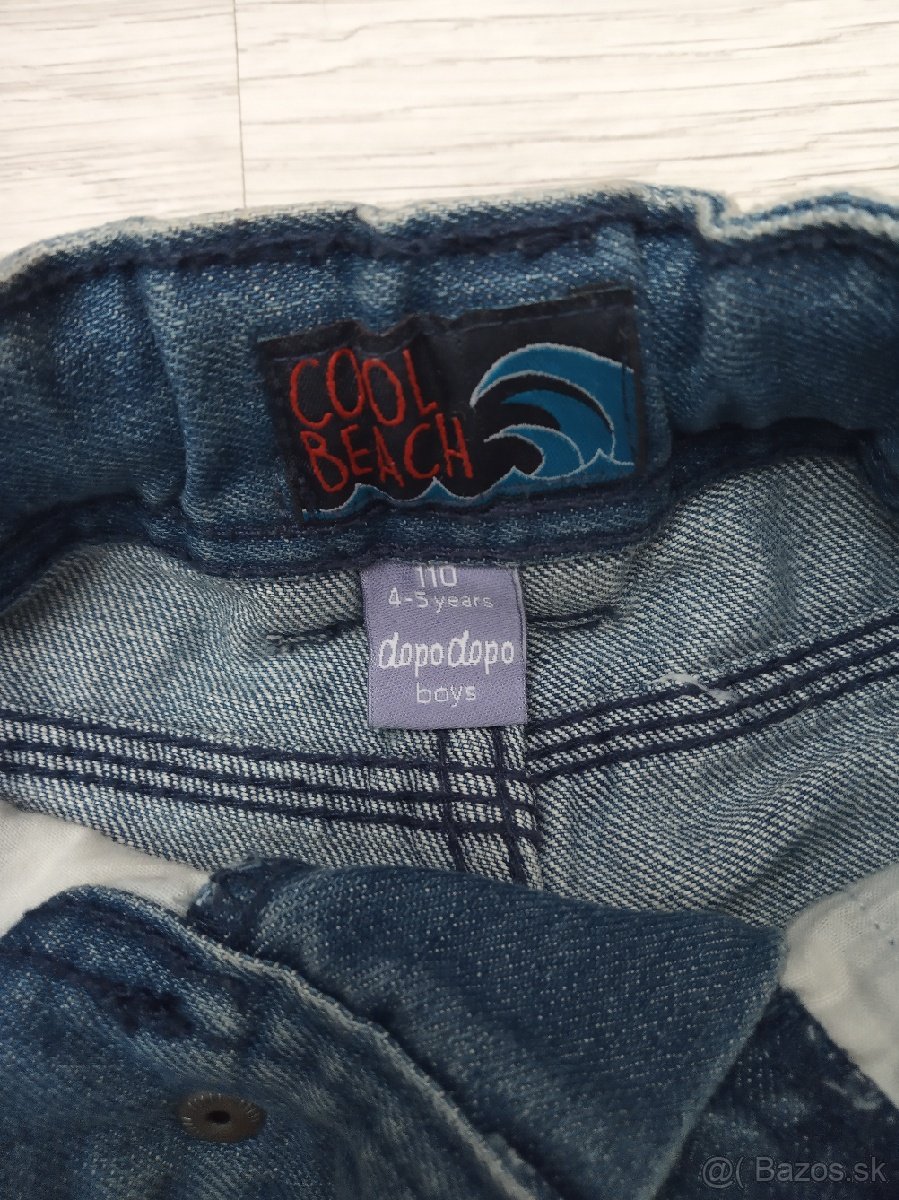 COOL
BEACH
110
4-5 years
dopodopo
boys
@( Bazos.sk